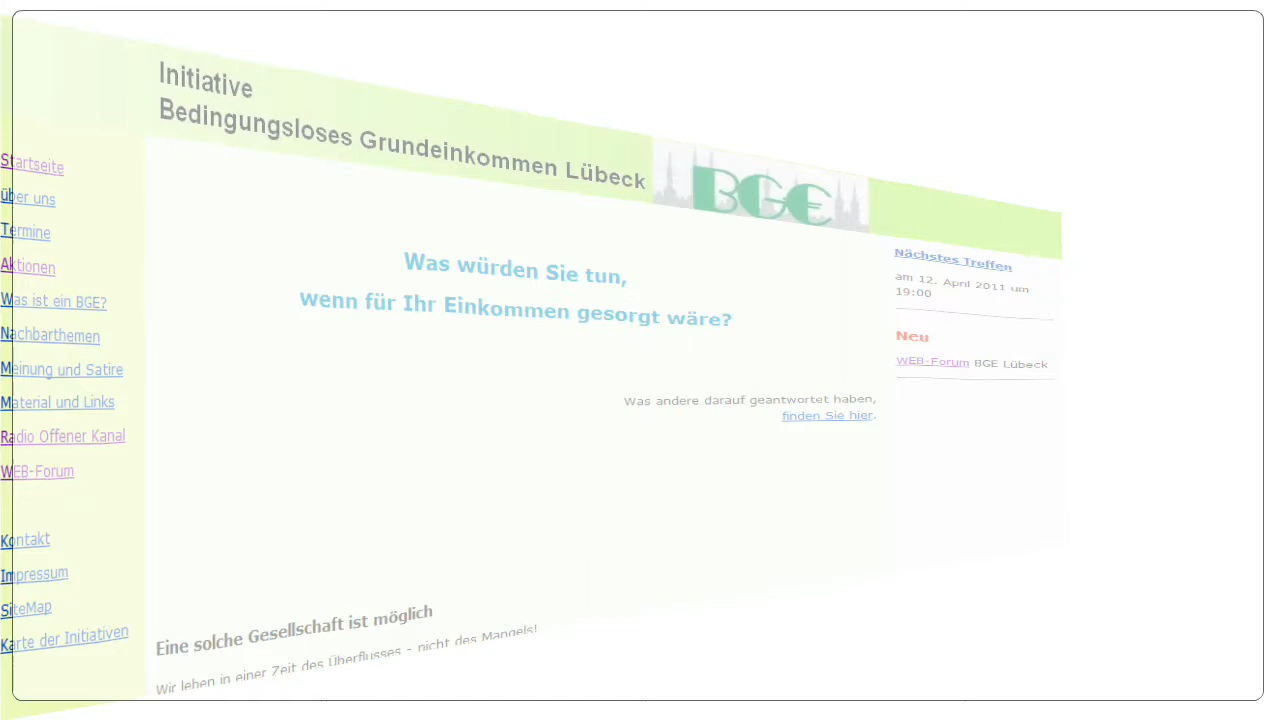 Initiative
Bedingungsloses Grundeinkommen Lübeck
BG€
Startseite
über uns
Termine
Aktionen
Was ist ein BGE?
Nachbarthemen
Meinung und Satire
Material und Links
Radio Offener Kanal
WEB-Forum
Kontakt
Impressum
SiteMap
Karte der Initiativen
Was würden Sie tun,
wenn für Ihr Einkommen gesorgt wäre?
Was andere darauf geantwortet haben,
finden Sie hier.
Eine solche Gesellschaft ist möglich
Wir leben in einer Zeit des Überflusses - nicht des Mangels!
Nächstes Treffen
am 12. April 2011 um
19:00
Neu
WEB-Forum BGE Lübeck